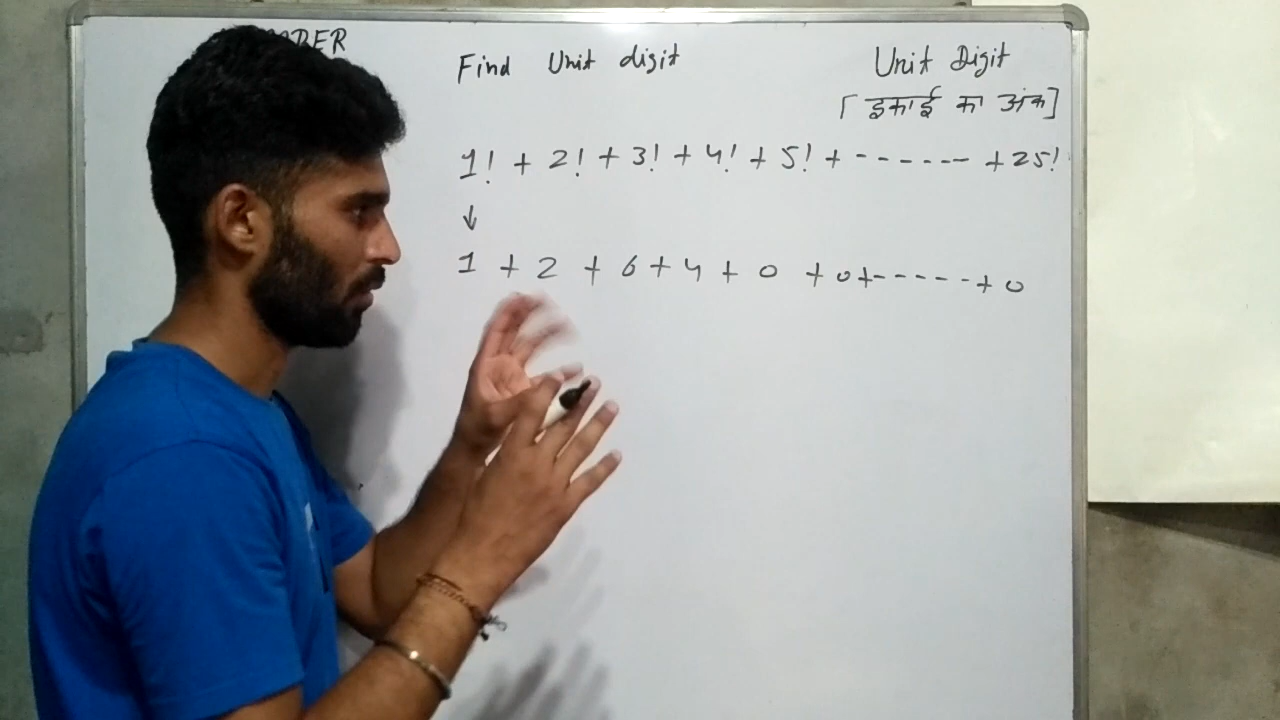 Find Unit digit
Unit Digit
[इकाई का अंक]
1! + 2! + 3! + 4! + 5! + ------ + 25!
↓
1 + 2 + 6 + 4 + 0 + 0 + ----- + 0